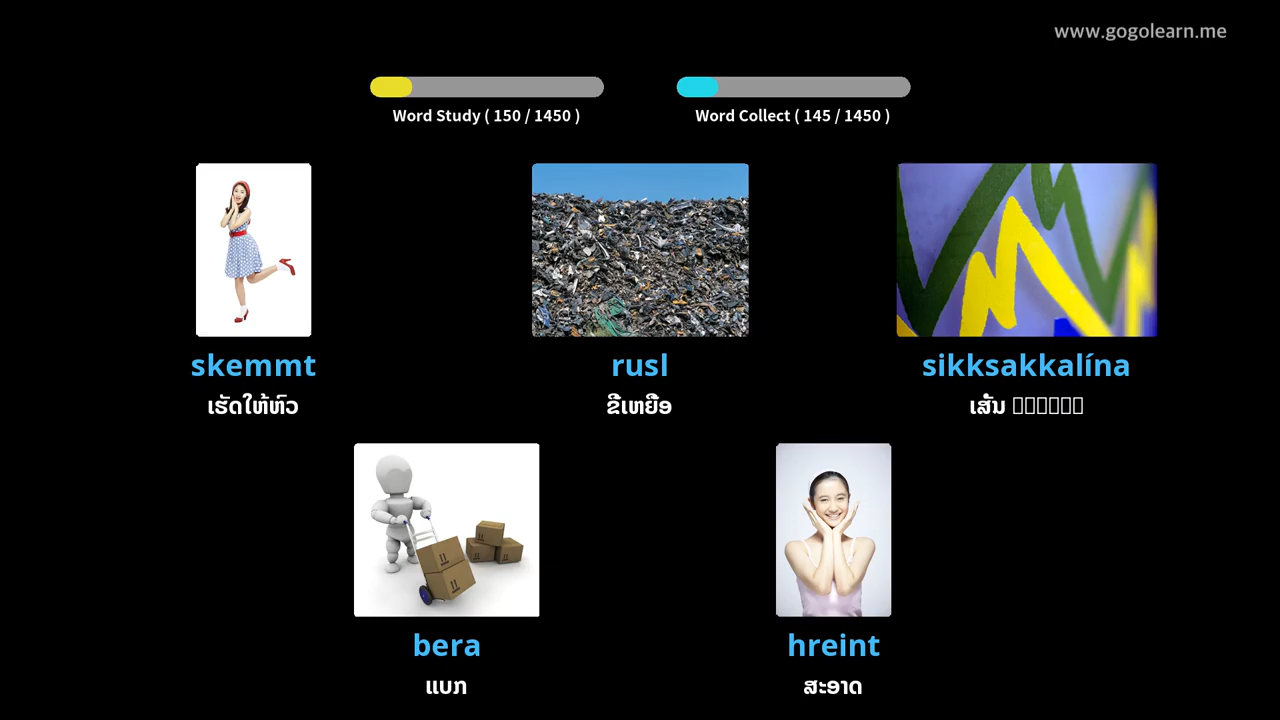 www.gogolearn.me
Word Study ( 150 / 1450 )
Word Collect ( 145 / 1450 )
skemmt
ເຮັດໃຫ້ຫົວ
rusl
ຂີ້ເຫຍື້ອ
sikksakkalína
ເສັ້ນ
bera
ແບກ
hreint
ສະອາດ